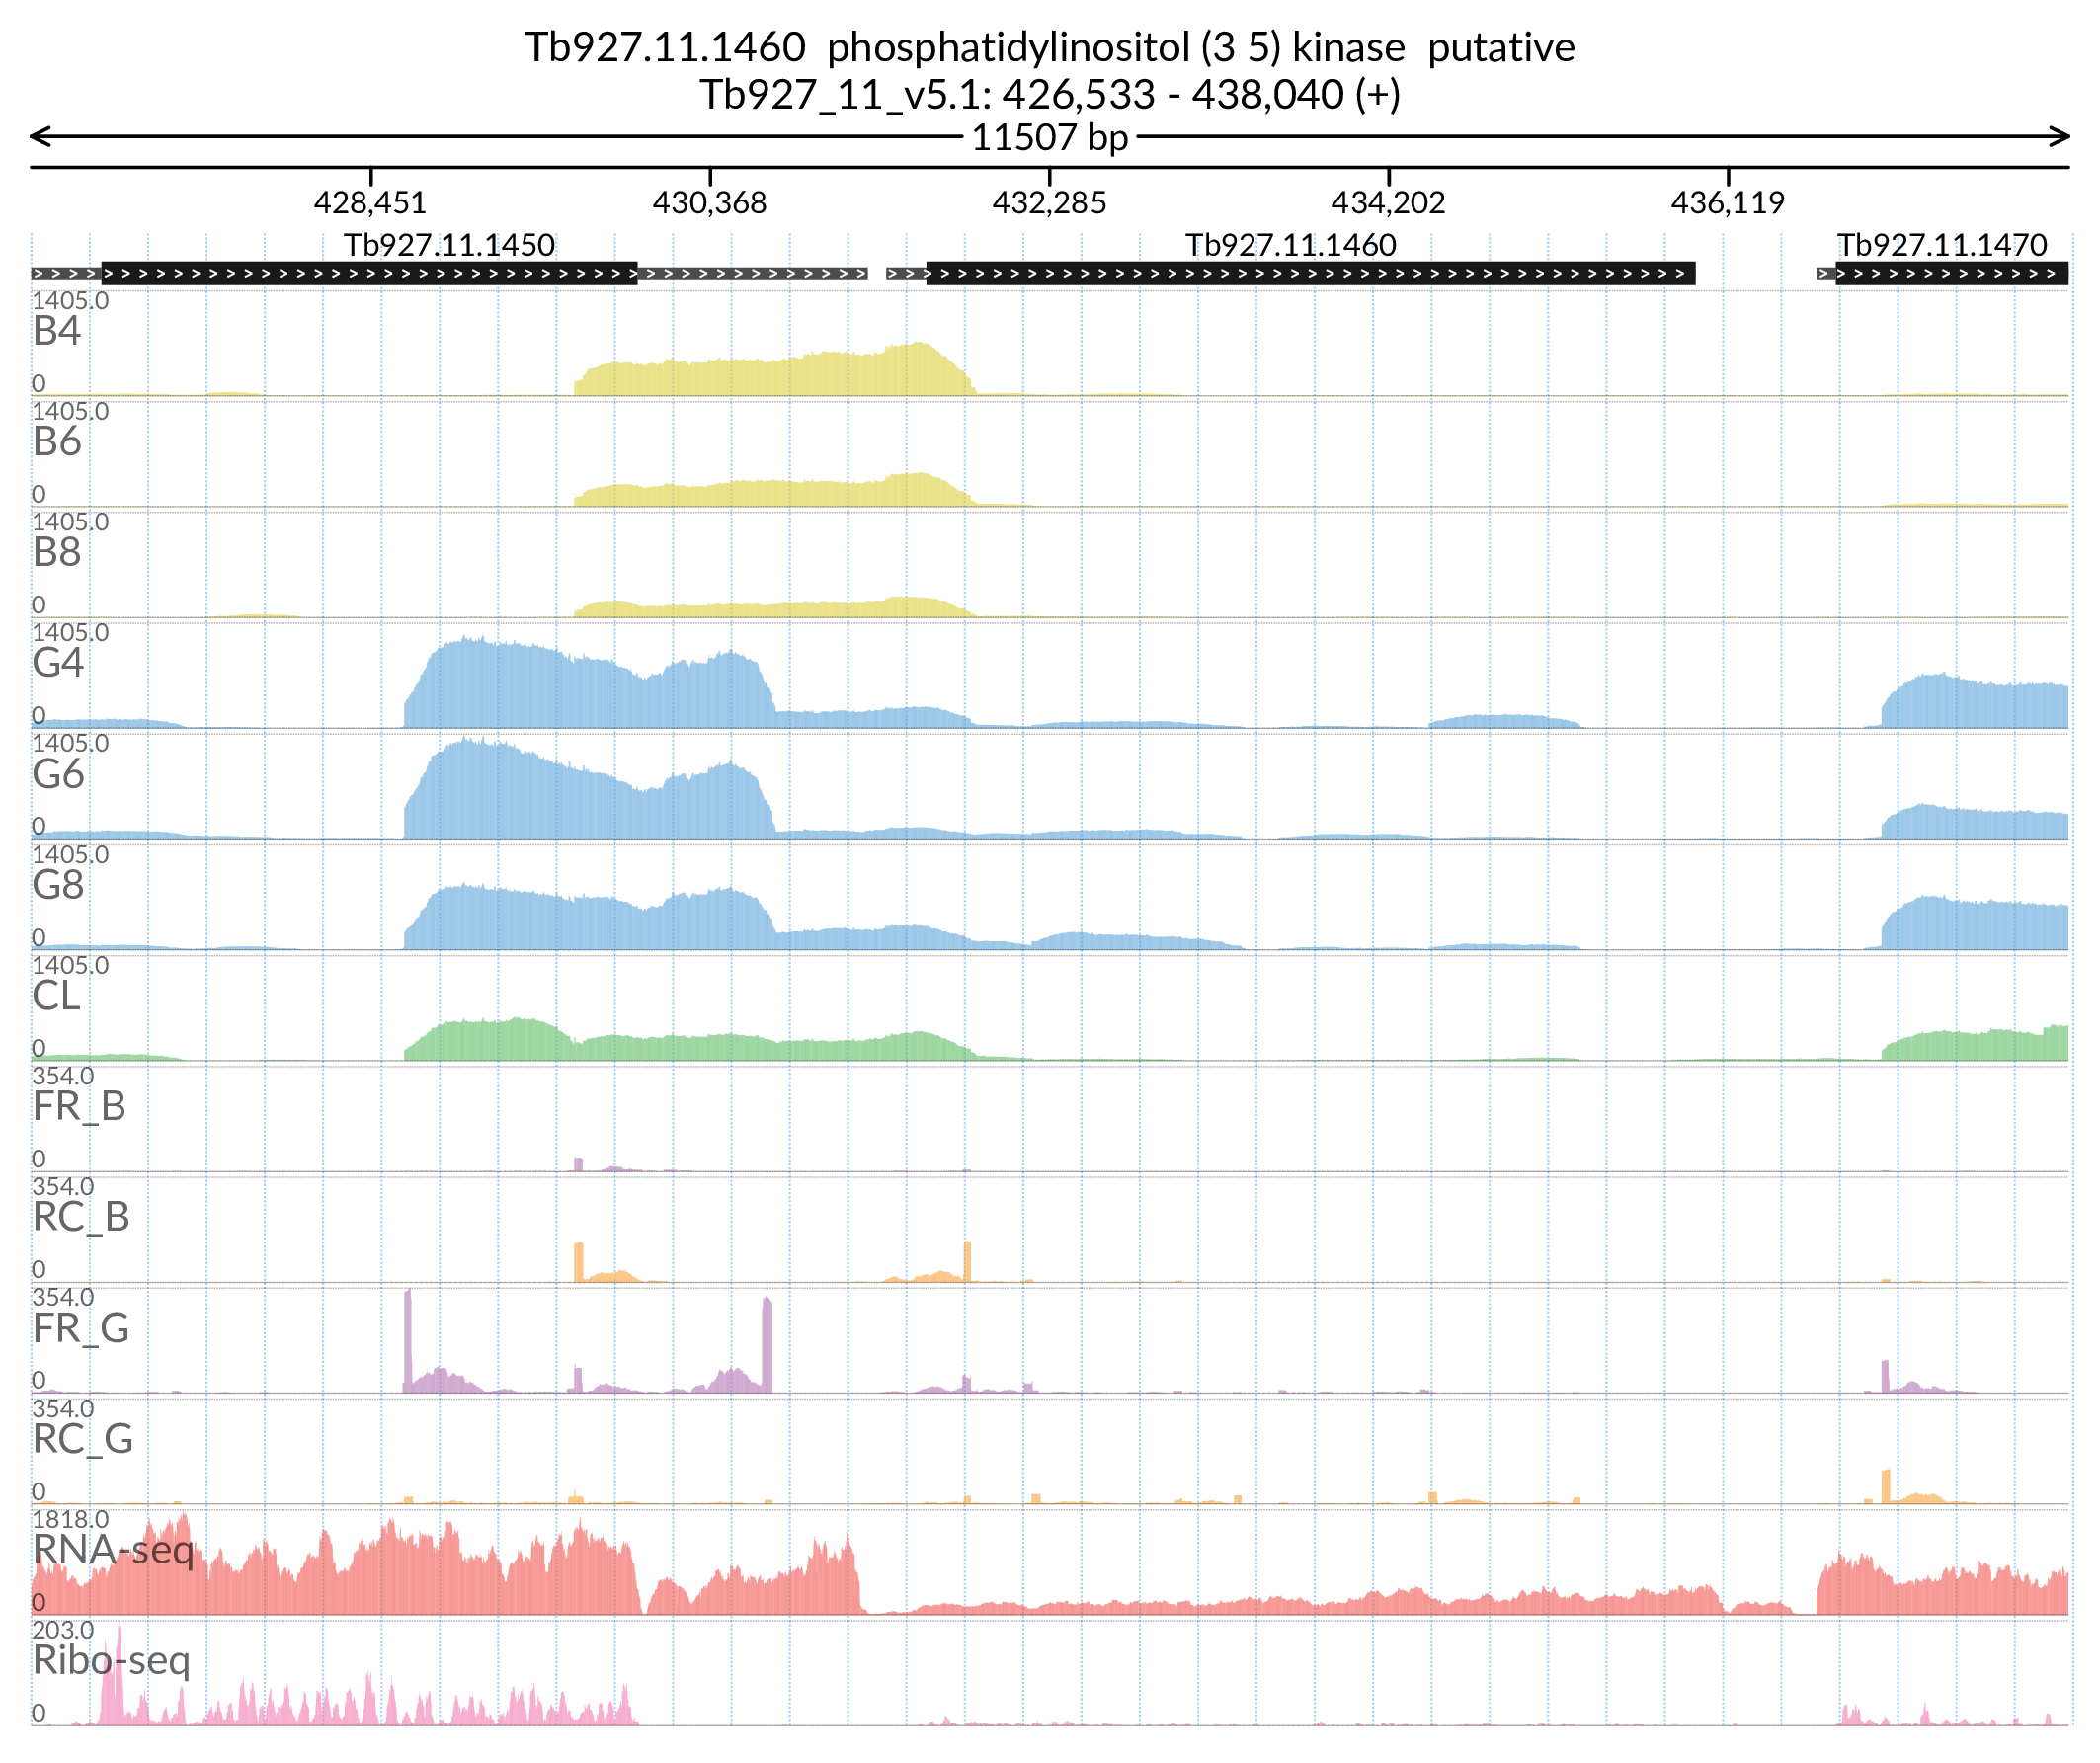 Tb927.11.1460  phosphatidylinositol (3 5) kinase  putative
Tb927_11_v5.1: 426,533 - 438,040 (+)
11507 bp
428,451 430,368 432,285 434,202 436,119
Tb927.11.1450 Tb927.11.1460 Tb927.11.1470
1405.0
B4
0
1405.0
B6
0
1405.0
B8
0
1405.0
G4
0
1405.0
G6
0
1405.0
G8
0
1405.0
CL
0
354.0
FR_B
0
354.0
RC_B
0
354.0
FR_G
0
354.0
RC_G
0
1818.0
RNA-seq
0
203.0
Ribo-seq
0